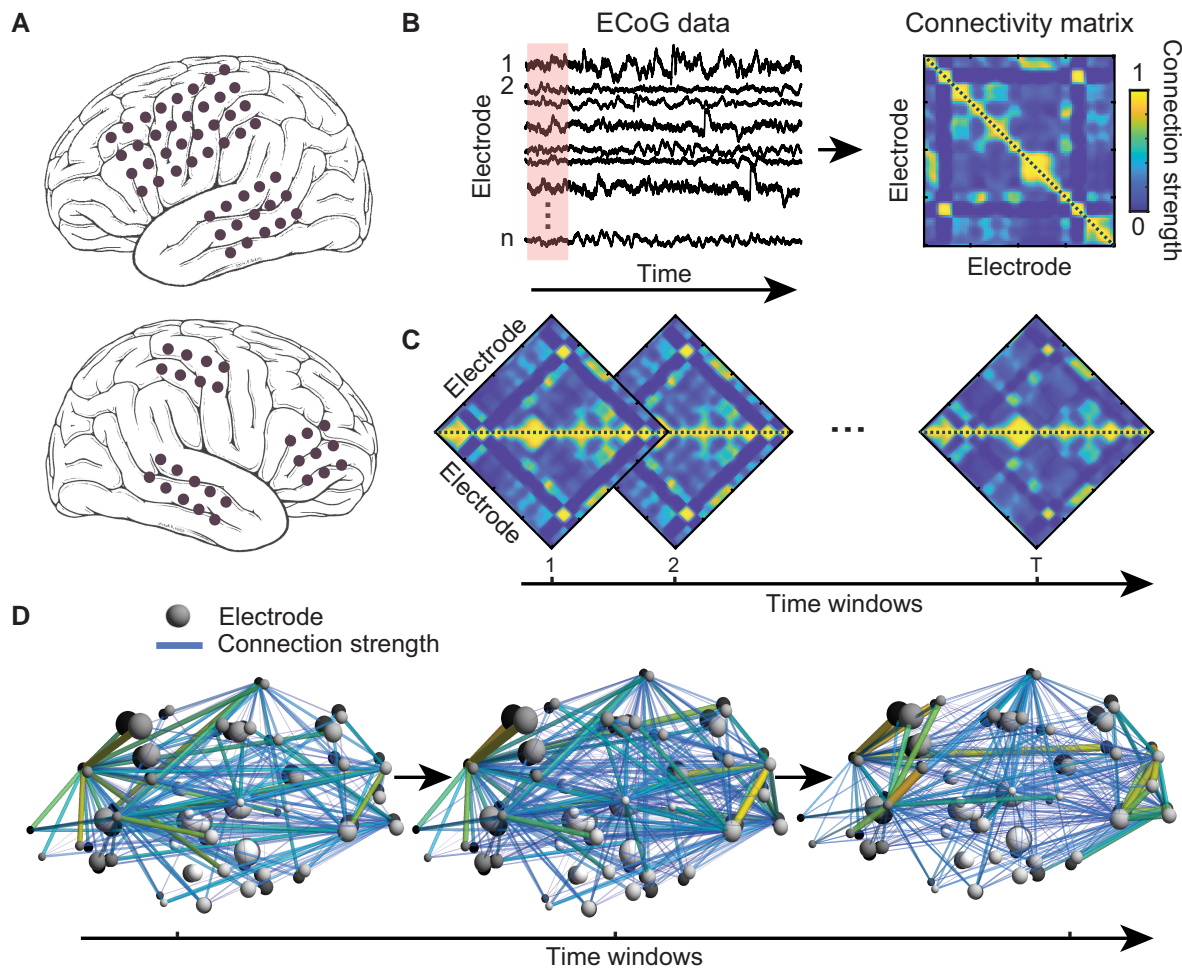 A
B
ECoG data
Connectivity matrix
1
2
n
Electrode
Time
Electrode
Electrode
1
0
Connection strength
C
Electrode
Electrode
...
1
2
T
Time windows
D
Electrode
Connection strength
Time windows